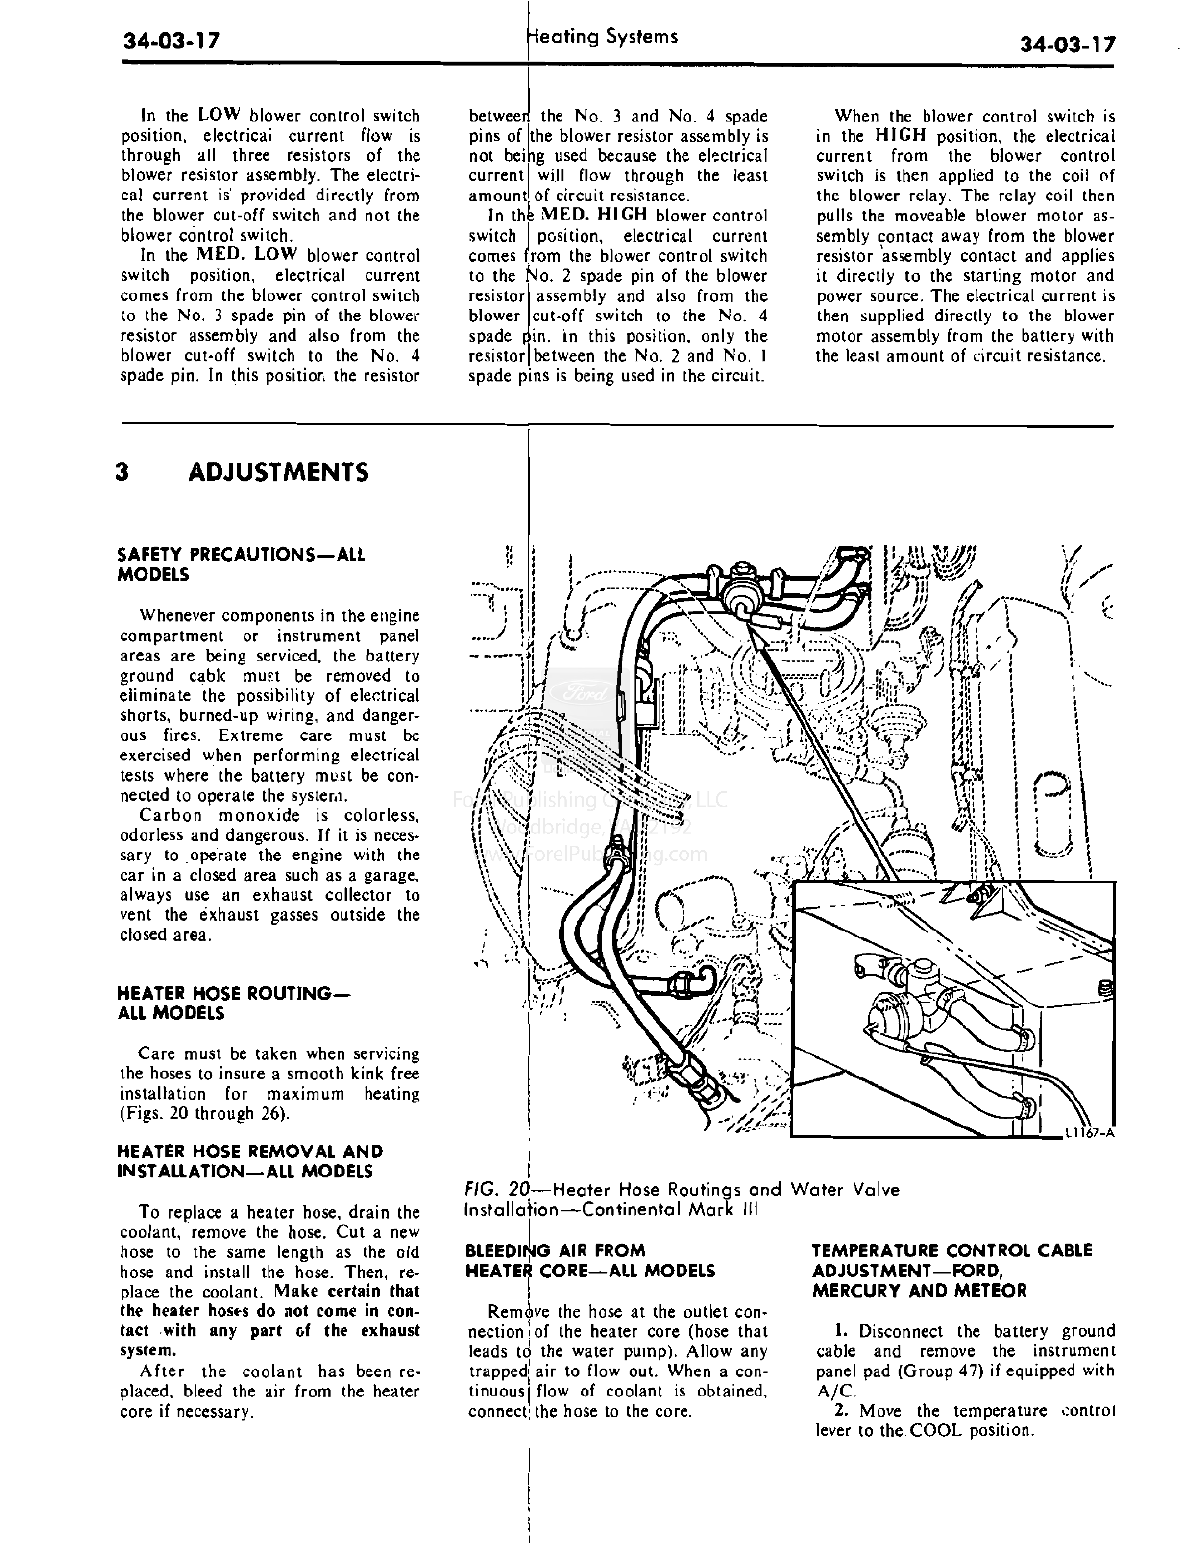 34-03-17
Heating Systems
34-03-17
In the LOW blower control switch
position, electrical current flow is
through all three resistors of the
blower resistor assembly. The electri-
cal current is provided directly from
the blower cut-off switch and not the
blower control switch.
In the MED. LOW blower control
switch position, electrical current
comes from the blower control switch
to the No. 3 spade pin of the blower
resistor assembly and also from the
blower cut-off switch to the No. 4
spade pin. In this position the resistor
between the No. 3 and No. 4 spade
pins of the blower resistor assembly is
not being used because the electrical
current will flow through the least
amount of circuit resistance.
In the MED. HIGH blower control
switch position, electrical current
comes from the blower control switch
to the No. 2 spade pin of the blower
resistor assembly and also from the
blower cut-off switch to the No. 4
spade pin. in this position, only the
resistor between the No. 2 and No. 1
spade pins is being used in the circuit.
When the blower control switch is
in the HIGH position, the electrical
current from the blower control
switch is then applied to the coil of
the blower relay. The relay coil then
pulls the moveable blower motor as-
sembly contact away from the blower
resistor assembly contact and applies
it directly to the starting motor and
power source. The electrical current is
then supplied directly to the blower
motor assembly from the battery with
the least amount of circuit resistance.
3 ADJUSTMENTS
SAFETY PRECAUTIONS—ALL
MODELS
Whenever components in the engine
compartment or instrument panel
areas are being serviced, the battery
ground cable must be removed to
eliminate the possibility of electrical
shorts, burned-up wiring, and danger-
ous fires. Extreme care must be
exercised when performing electrical
tests where the battery must be con-
nected to operate the system.
Carbon monoxide is colorless,
odorless and dangerous. If it is neces-
sary to operate the engine with the
car in a closed area such as a garage,
always use an exhaust collector to
vent the exhaust gasses outside the
closed area.
HEATER HOSE ROUTING—
ALL MODELS
Care must be taken when servicing
the hoses to insure a smooth kink free
installation for maximum heating
(Figs. 20 through 26).
HEATER HOSE REMOVAL AND
INSTALLATION—ALL MODELS
To replace a heater hose, drain the
coolant, remove the hose. Cut a new
hose to the same length as the old
hose and install the hose. Then, re-
place the coolant. Make certain that
the heater hoses do not come in con-
tact with any part of the exhaust
system.
After the coolant has been re-
placed, bleed the air from the heater
core if necessary.
Ford
Forel Publishing Company, LLC
Woodbridge, VA 22192
www.ForelPublishing.com
L1167-A
FIG. 20—Heater Hose Routings and Water Valve
Installation—Continental Mark III
BLEEDING AIR FROM
HEATER CORE—ALL MODELS
Remove the hose at the outlet con-
nection of the heater core (hose that
leads to the water pump). Allow any
trapped air to flow out. When a con-
tinuous flow of coolant is obtained,
connect the hose to the core.
TEMPERATURE CONTROL CABLE
ADJUSTMENT—FORD,
MERCURY AND METEOR
1. Disconnect the battery ground
cable and remove the instrument
panel pad (Group 47) if equipped with
A/C.
2. Move the temperature control
lever to the COOL position.